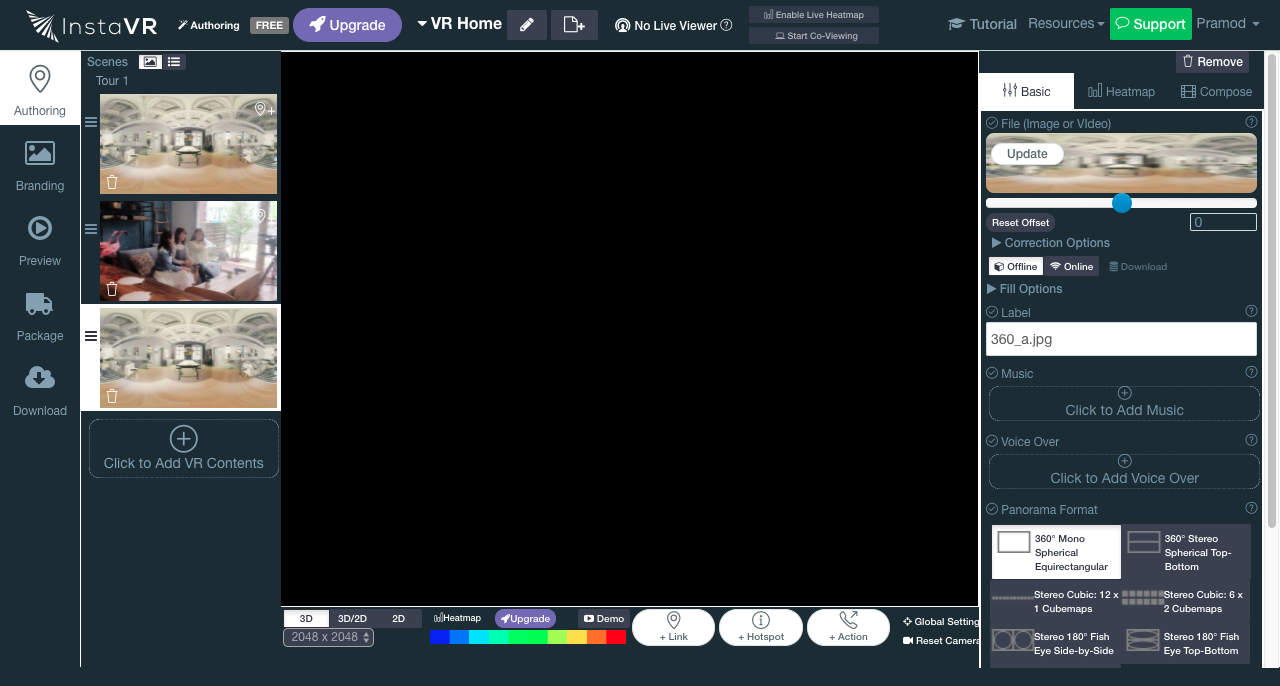 InstaVR
Authoring
FREE
Upgrade
VR Home
No Live Viewer
Enable Live Heatmap
Start Co-Viewing
Tutorial
Resources
Support
Pramod
Authoring
Branding
Preview
Package
Download
Scenes
Tour 1
Click to Add VR Contents
3D
3D/2D
2D
2048 x 2048
Heatmap
Upgrade
Demo
+ Link
+ Hotspot
+ Action
Global Setting
Reset Camera
Remove
Basic
Heatmap
Compose
File (Image or VIdeo)
Update
Reset Offset
0
Correction Options
Offline
Online
Download
Fill Options
Label
360_a.jpg
Music
Click to Add Music
Voice Over
Click to Add Voice Over
Panorama Format
360° Mono
Spherical
Equirectangular
360° Stereo
Spherical Top-
Bottom
Stereo Cubic: 12 x
1 Cubemaps
Stereo Cubic: 6 x
2 Cubemaps
Stereo 180° Fish
Eye Side-by-Side
Stereo 180° Fish
Eye Top-Bottom